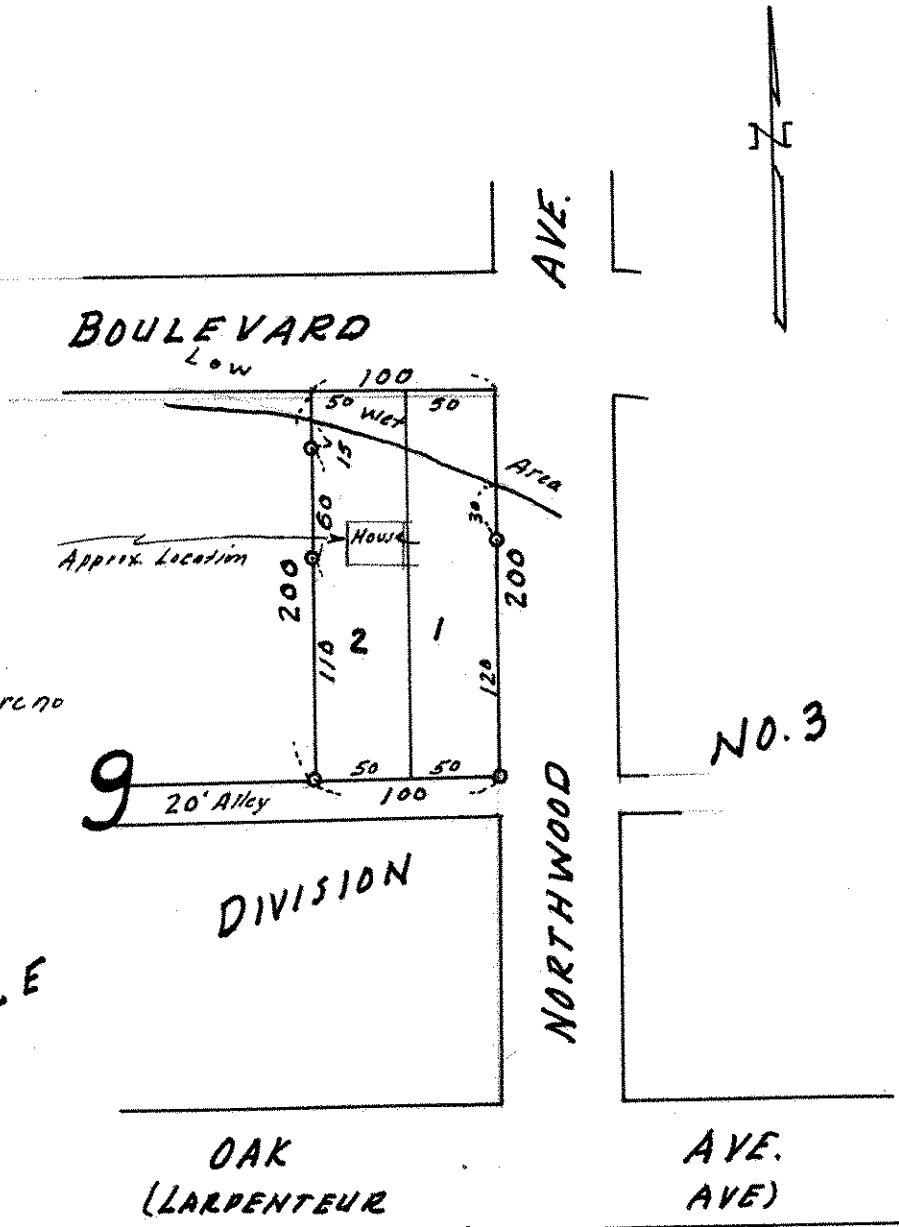 N
AVE.
BOULEVARD
Low
100
50 Wet 50
15
Area
30
60
House
Approx. Location
200
200
2
1
110
120
NO. 3
50 50
9
20' Alley
100
NORTHWOOD
DIVISION
OAK AVE.
(LARPENTEUR AVE)